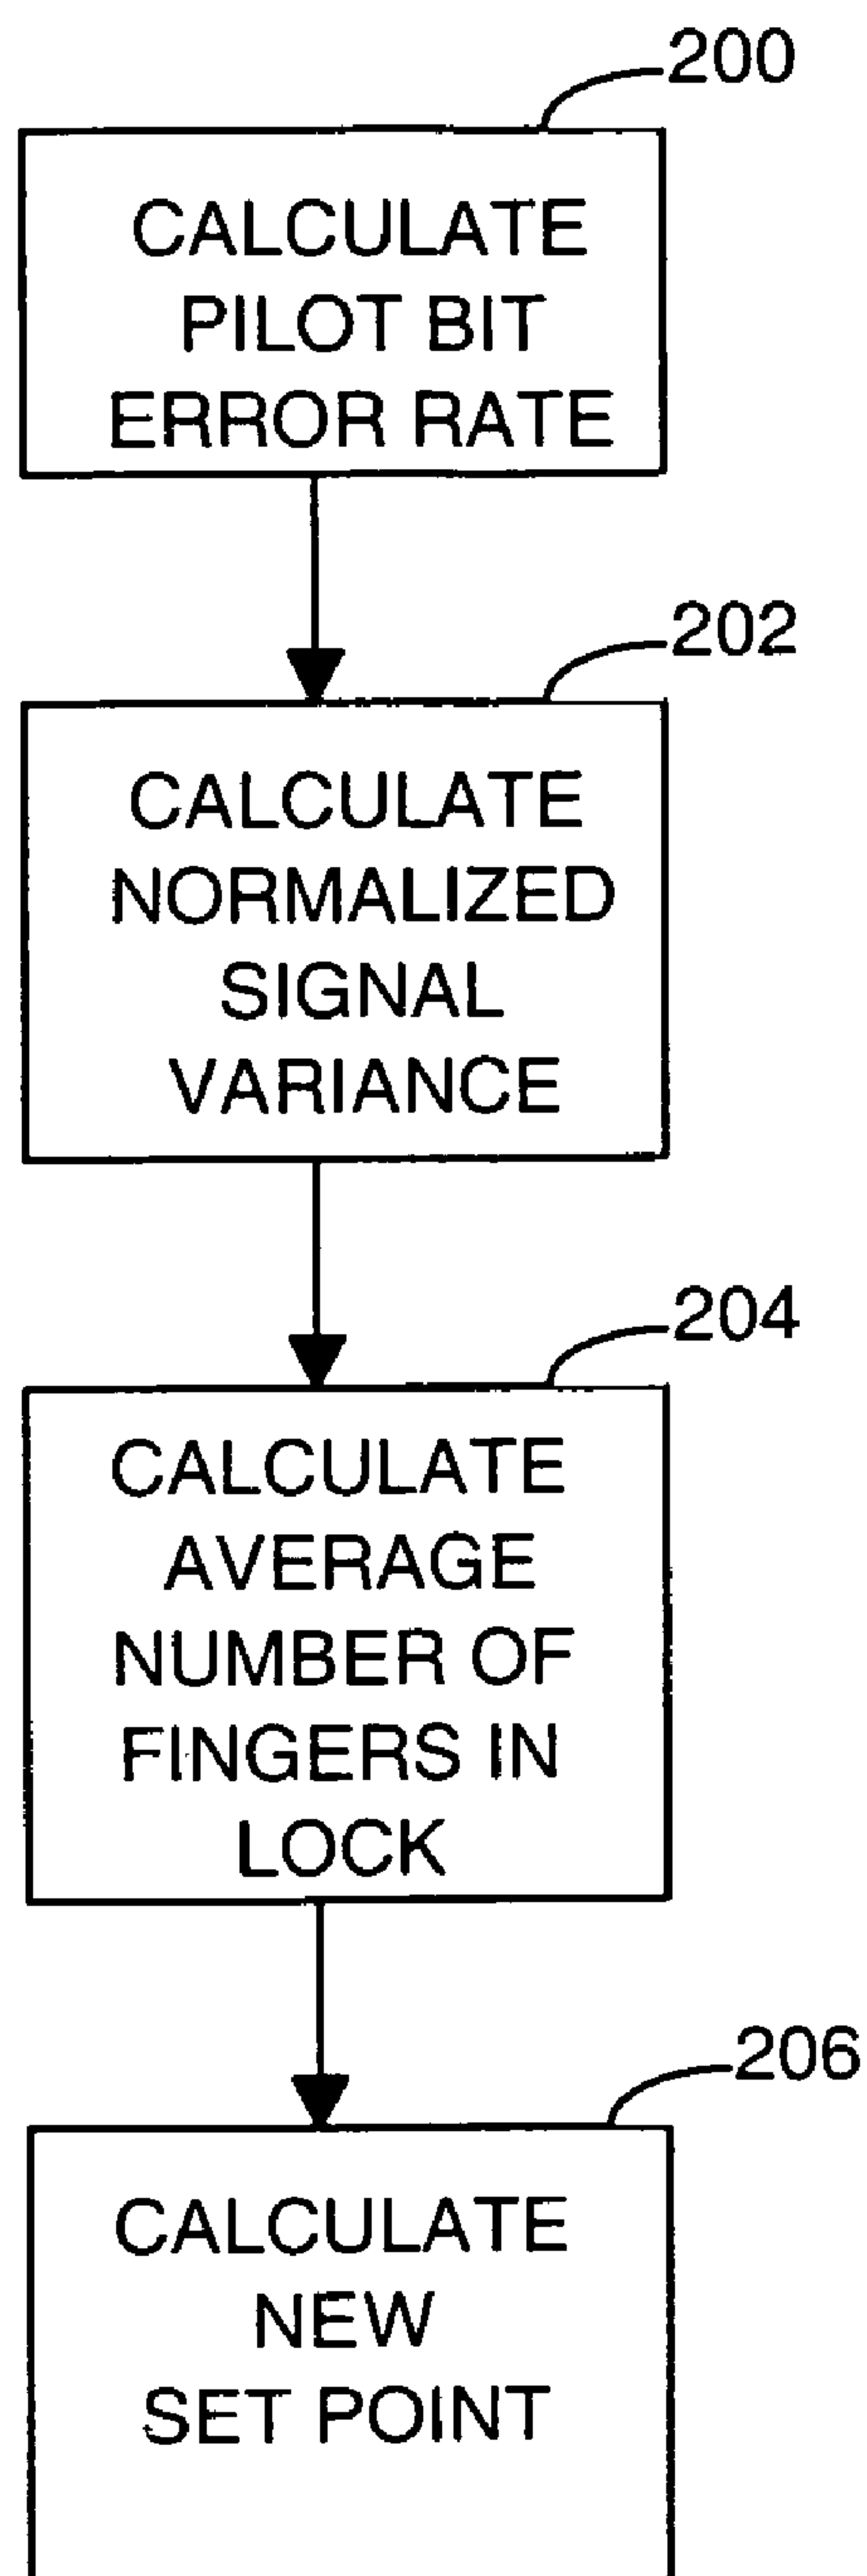 200
CALCULATE
PILOT BIT
ERROR RATE
202
CALCULATE
NORMALIZED
SIGNAL
VARIANCE
204
CALCULATE
AVERAGE
NUMBER OF
FINGERS IN
LOCK
206
CALCULATE
NEW
SET POINT